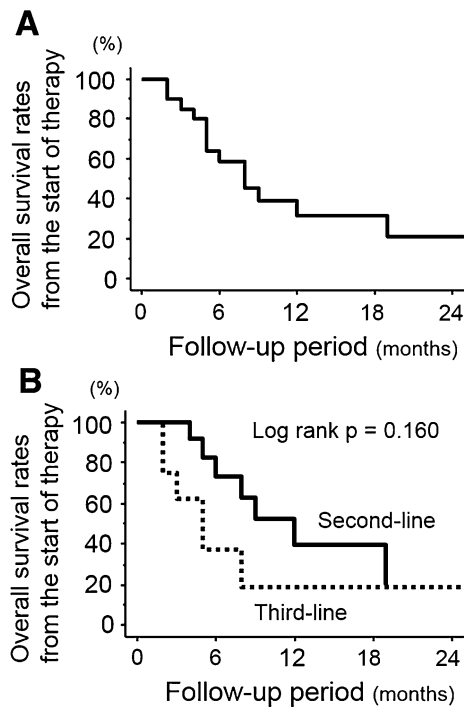 A
(%)
Overall survival rates
from the start of therapy
100
80
60
40
20
0
0 6 12 18 24
Follow-up period (months)
B
(%)
Overall survival rates
from the start of therapy
100
80
60
40
20
0
Log rank p = 0.160
Second-line
Third-line
0 6 12 18 24
Follow-up period (months)